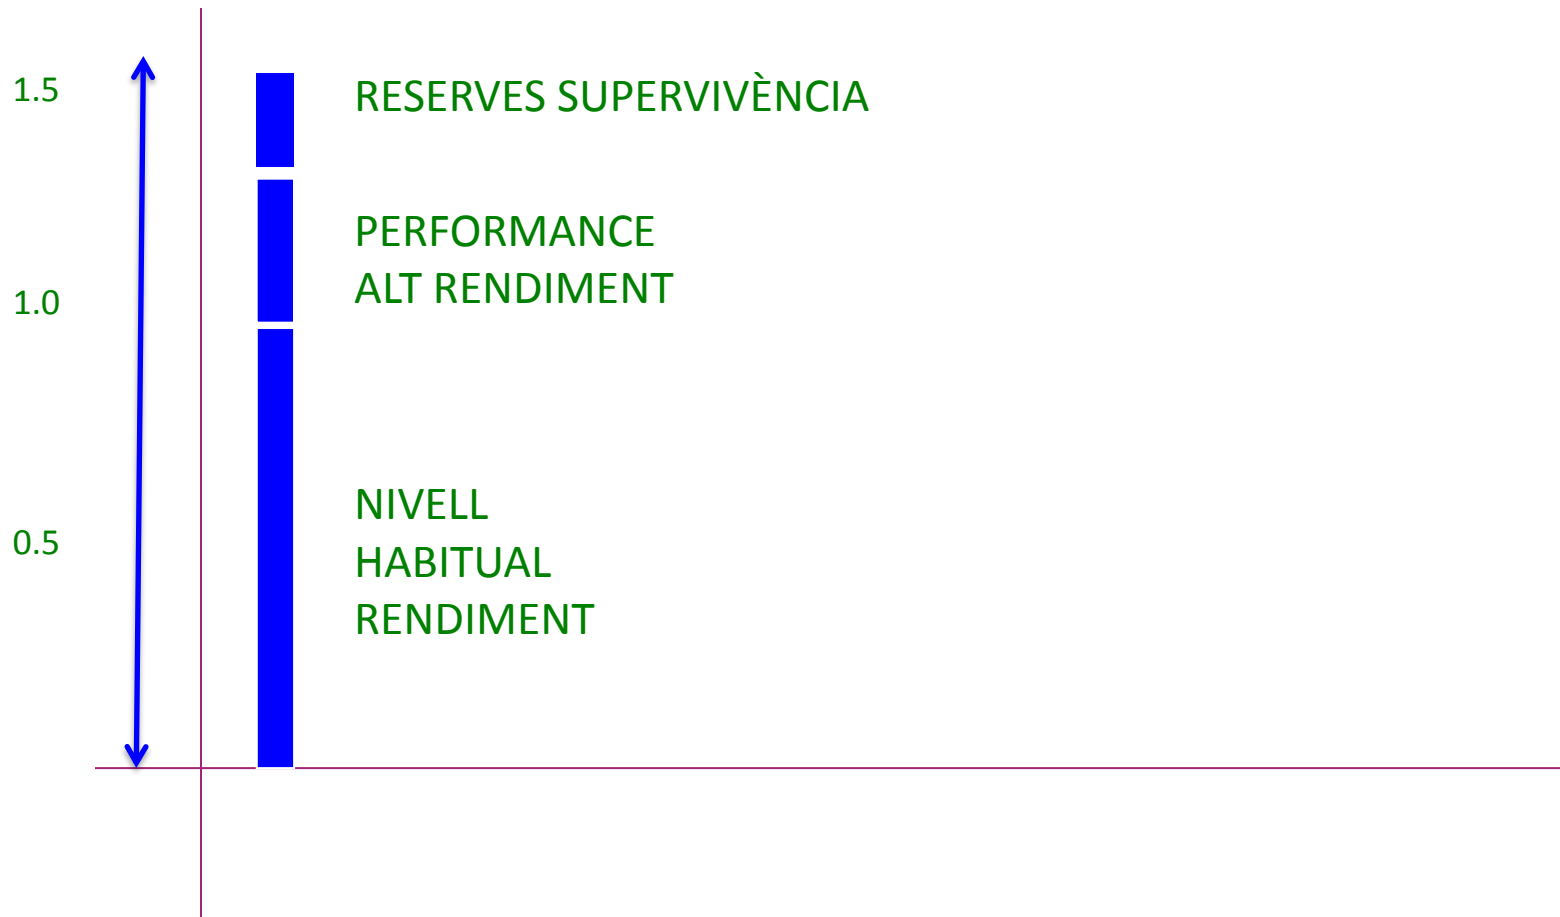 1.5
RESERVES SUPERVIVÈNCIA
PERFORMANCE
ALT RENDIMENT
1.0
NIVELL
HABITUAL
RENDIMENT
0.5